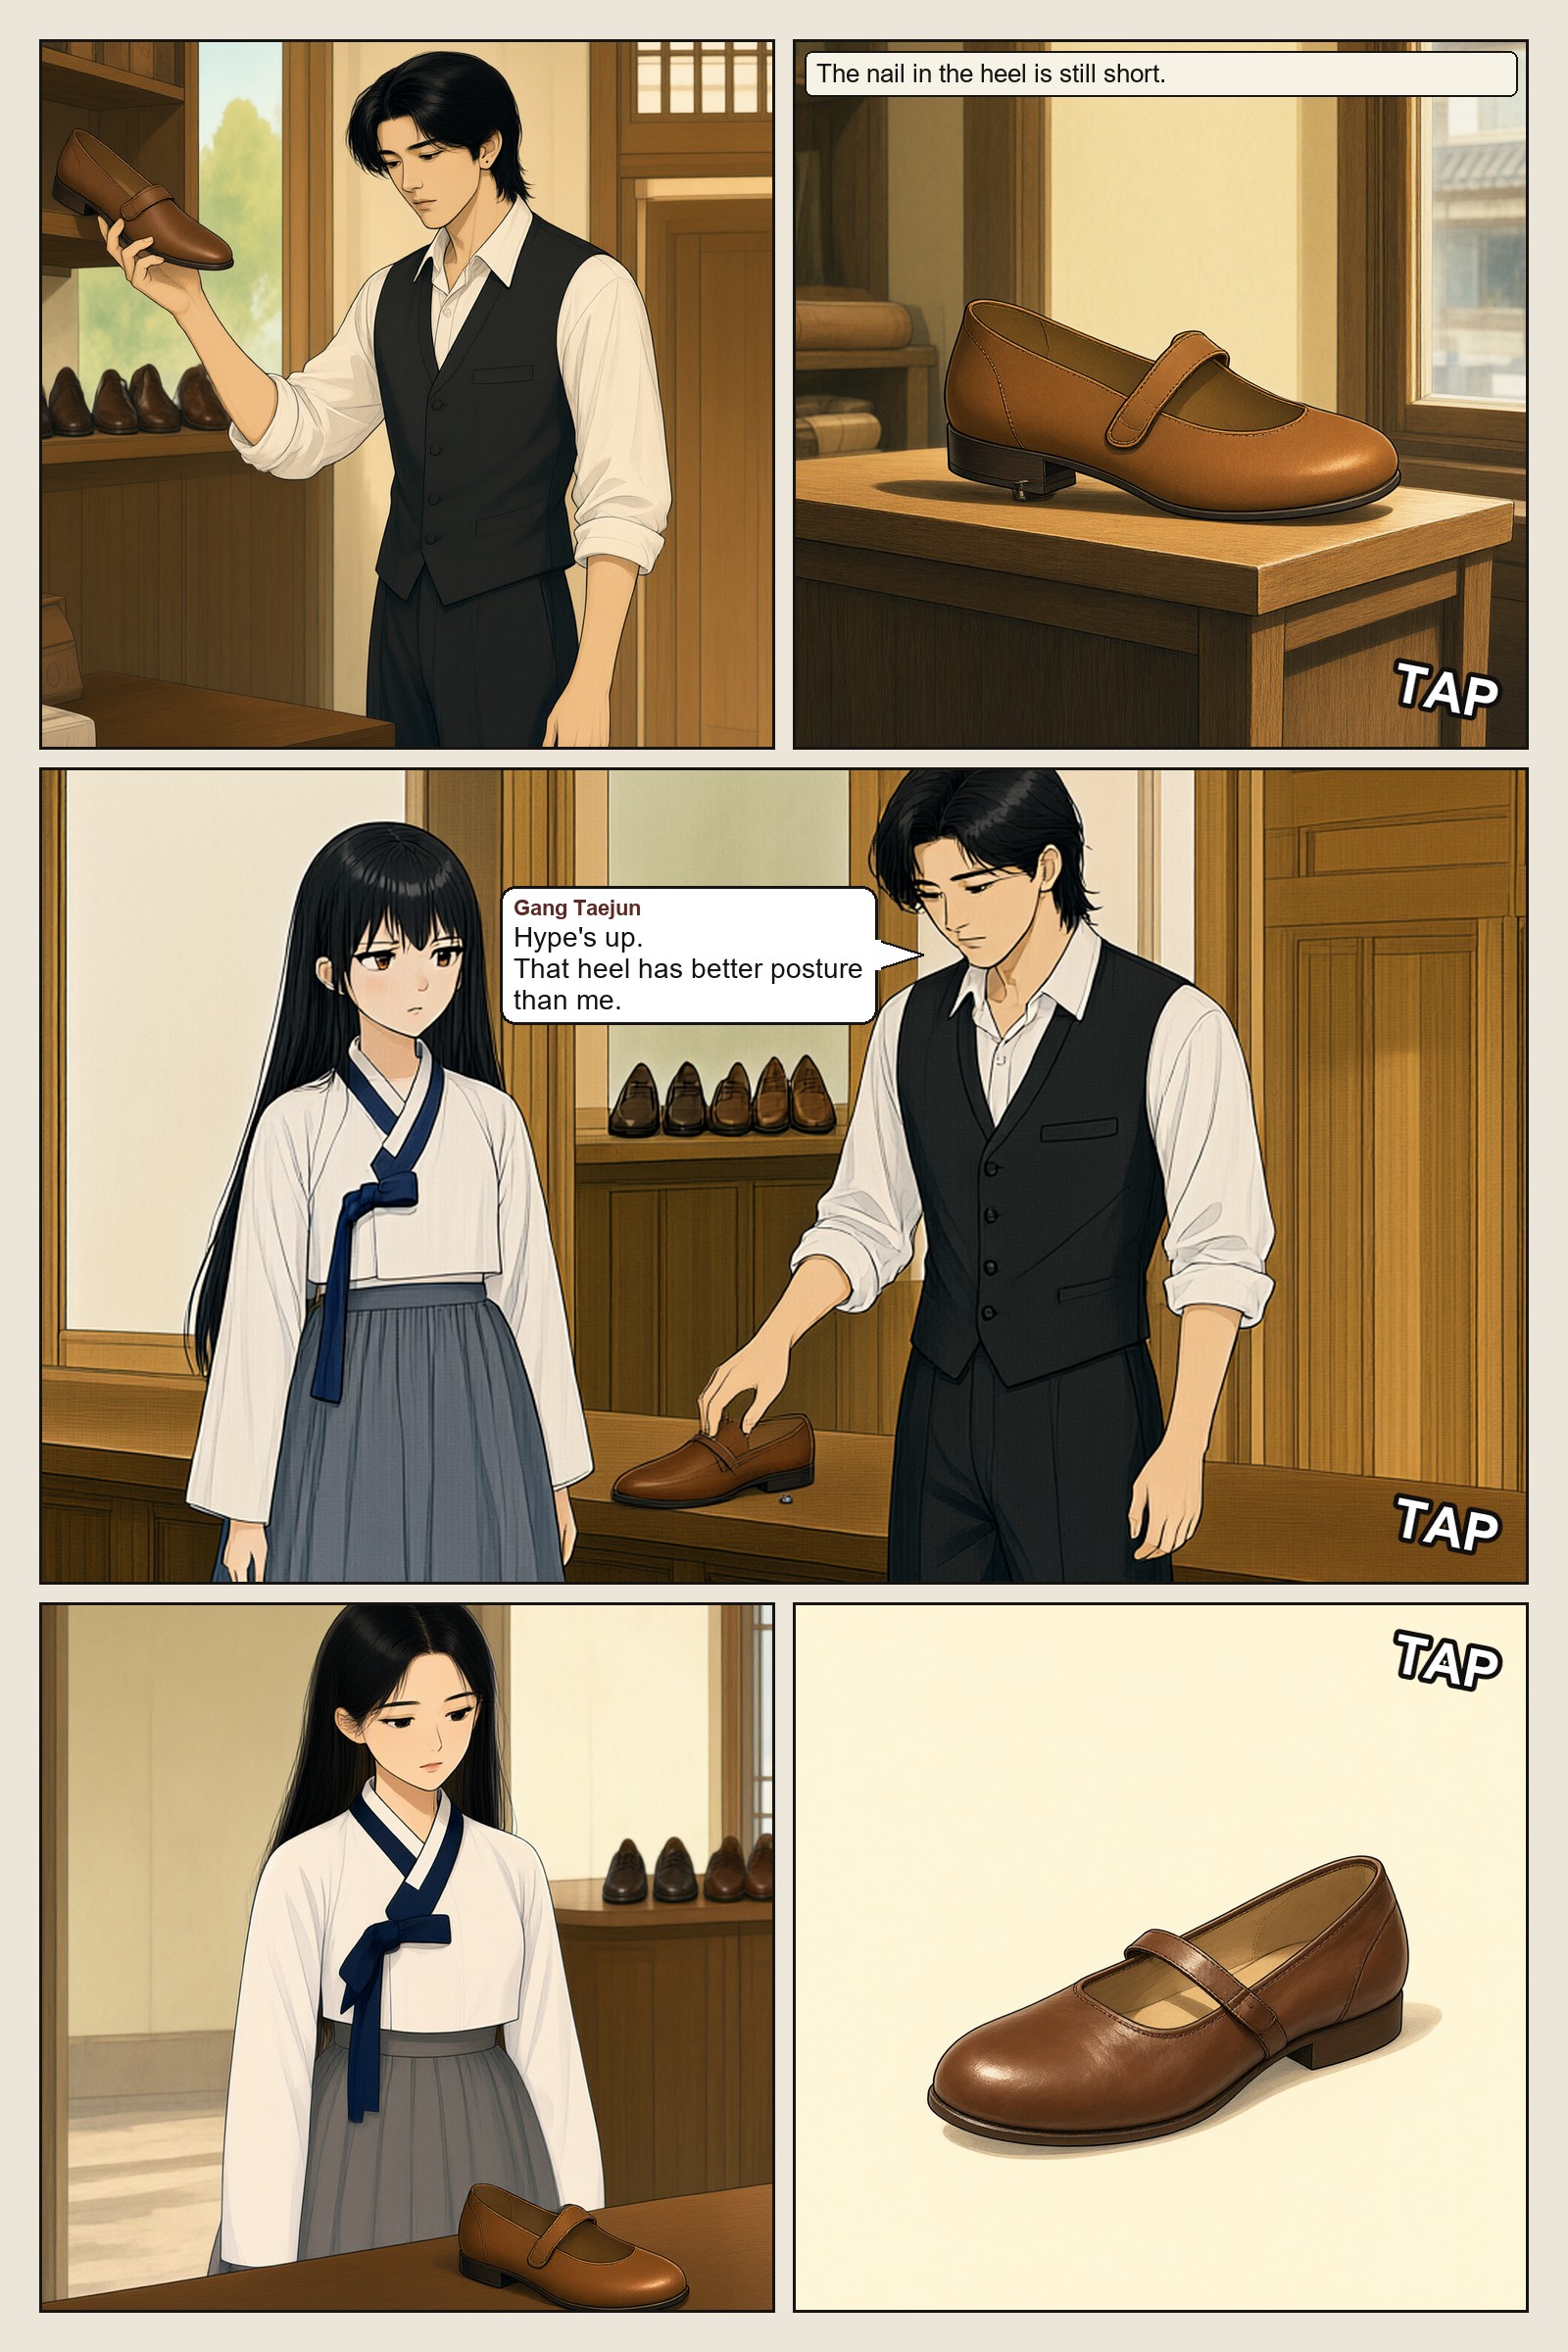 The nail in the heel is still short.
TAP
Gang Taejun
Hype's up.
That heel has better posture
than me.
TAP
TAP